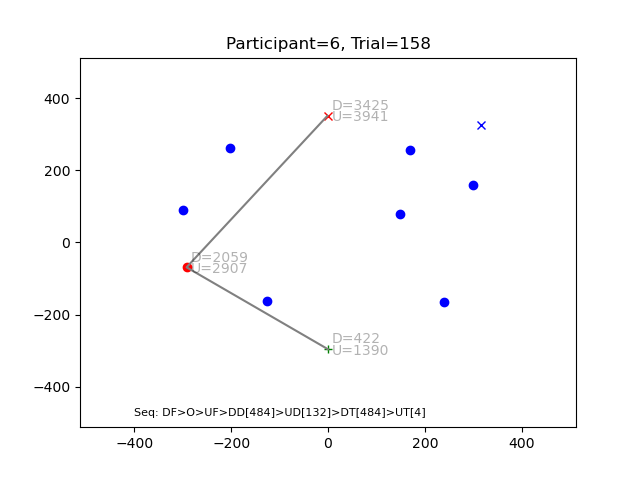 Participant=6, Trial=158
400
200
0
−200
−400
D=3425
U=3941
D=2059
U=2907
D=422
U=1390
Seq: DF>O>UF>DD[484]>UD[132]>DT[484]>UT[4]
−400
−200
0
200
400